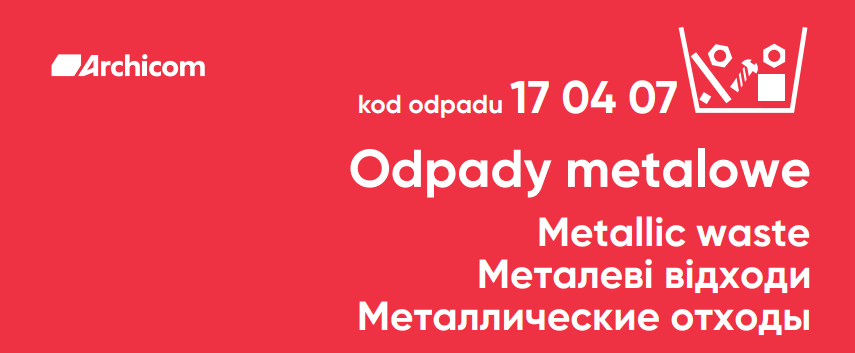 Archicom
kod odpadu 17 04 07
Odpady metalowe
Metallic waste
Металеві відходи
Металлические отходы